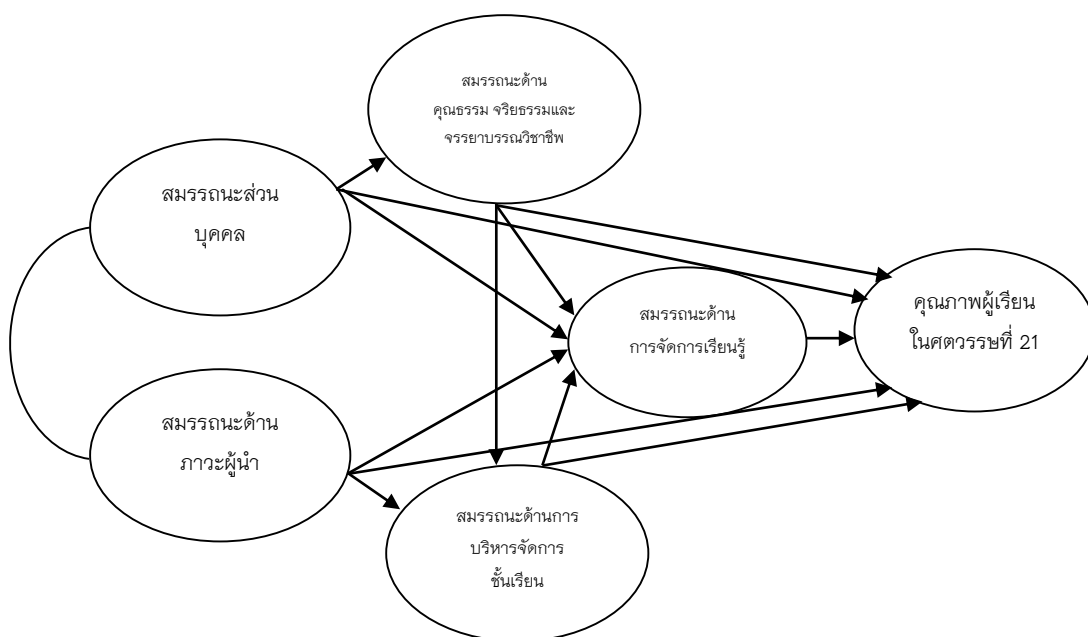 สมรรถนะด้าน
คุณธรรม จริยธรรมและ
จรรยาบรรณวิชาชีพ
สมรรถนะส่วน
บุคคล
สมรรถนะด้าน
การจัดการเรียนรู้
คุณภาพผู้เรียน
ในศตวรรษที่ 21
สมรรถนะด้าน
ภาวะผู้นำ
สมรรถนะด้านการ
บริหารจัดการ
ชั้นเรียน